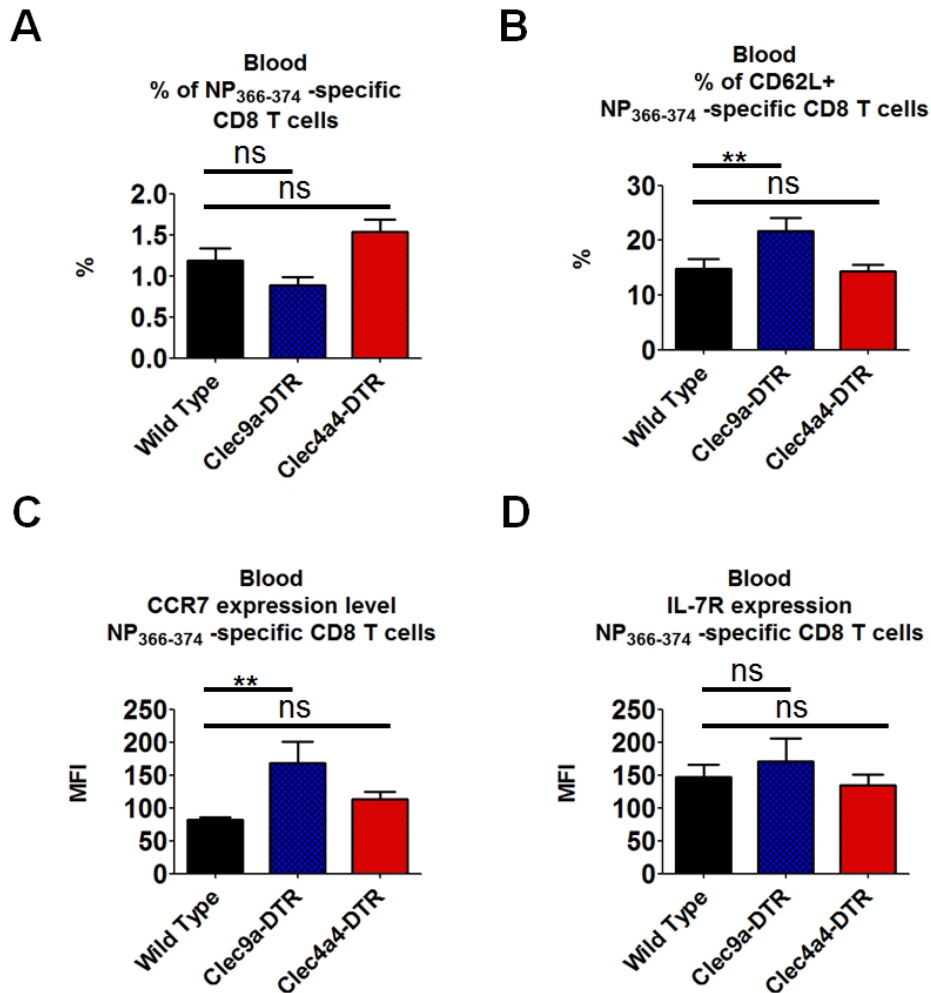 A
Blood
% of NP366-374 -specific
CD8 T cells
ns
ns
2.0
1.5
1.0
0.5
0.0
%
Wild Type
Clec9a-DTR
Clec4a4-DTR
B
Blood
% of CD62L+
NP366-374 -specific CD8 T cells
**
ns
30
20
10
0
%
Wild Type
Clec9a-DTR
Clec4a4-DTR
C
Blood
CCR7 expression level
NP366-374 -specific CD8 T cells
**
ns
250
200
150
100
50
0
MFI
Wild Type
Clec9a-DTR
Clec4a4-DTR
D
Blood
IL-7R expression
NP366-374 -specific CD8 T cells
ns
ns
250
200
150
100
50
0
MFI
Wild Type
Clec9a-DTR
Clec4a4-DTR